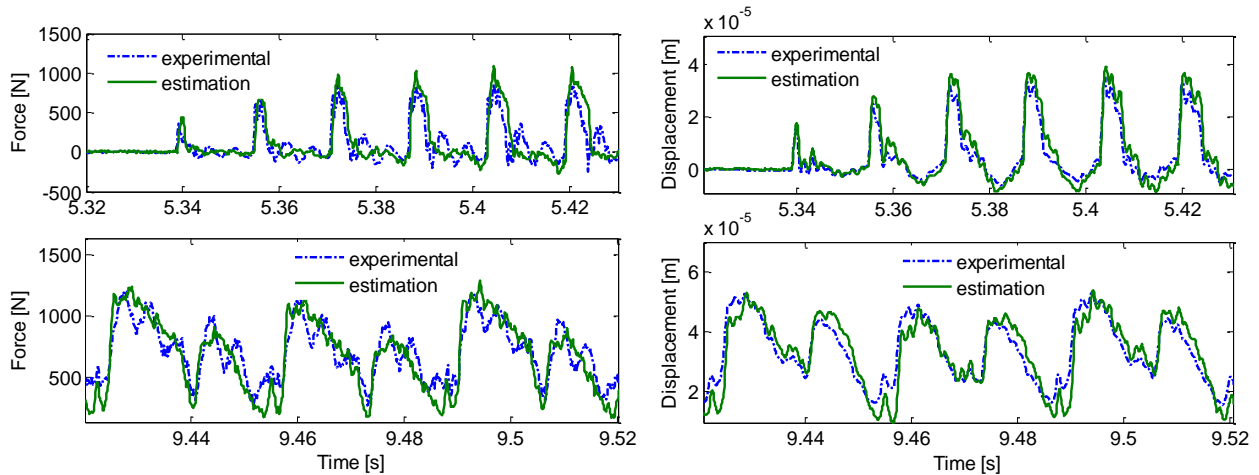 1500
1000
500
0
-500
Force [N]
experimental
estimation
5.32 5.34 5.36 5.38 5.4 5.42
x 10⁻⁵
4
2
0
Displacement [m]
experimental
estimation
5.34 5.36 5.38 5.4 5.42
1500
1000
500
Force [N]
experimental
estimation
9.44 9.46 9.48 9.5 9.52
Time [s]
x 10⁻⁵
6
4
2
Displacement [m]
experimental
estimation
9.44 9.46 9.48 9.5 9.52
Time [s]